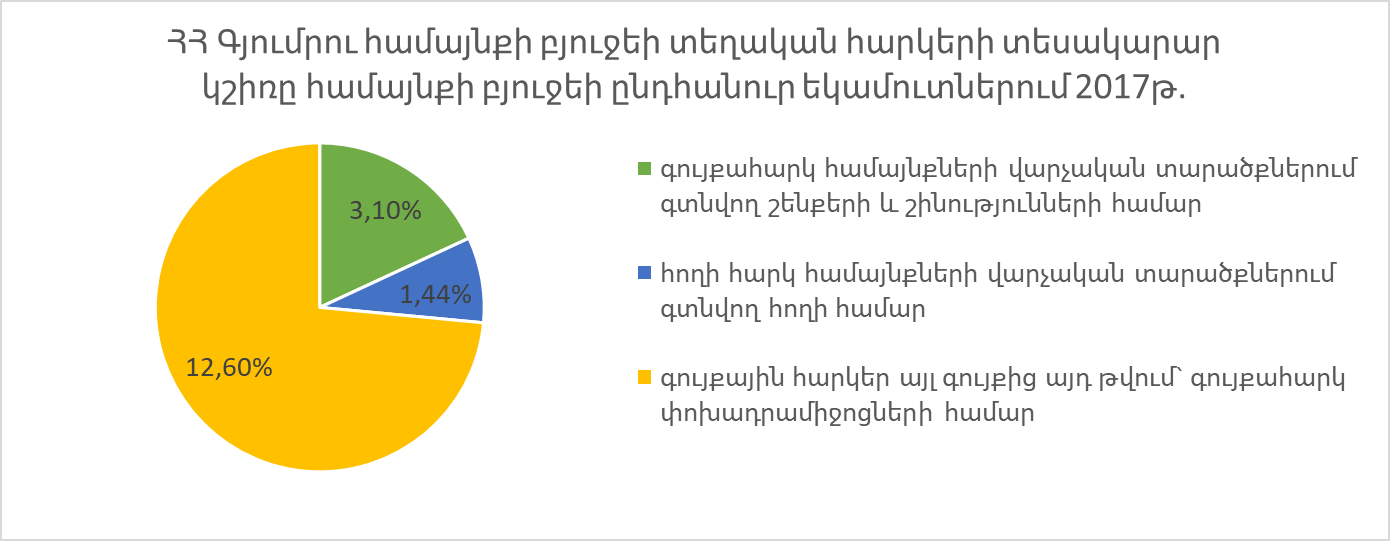 ՀՀ Գյումրու համայնքի բյուջեի տեղական հարկերի տեսակարար
կշիռը համայնքի բյուջեի ընդհանուր եկամուտներում 2017թ.
3,10%
1,44%
12,60%
գույքահարկ համայնքների վարչական տարածքներում
գտնվող շենքերի և շինությունների համար
հողի հարկ համայնքների վարչական տարածքներում
գտնվող հողի համար
գույքային հարկեր այլ գույքից այդ թվում՝ գույքահարկ
փոխադրամիջոցների համար